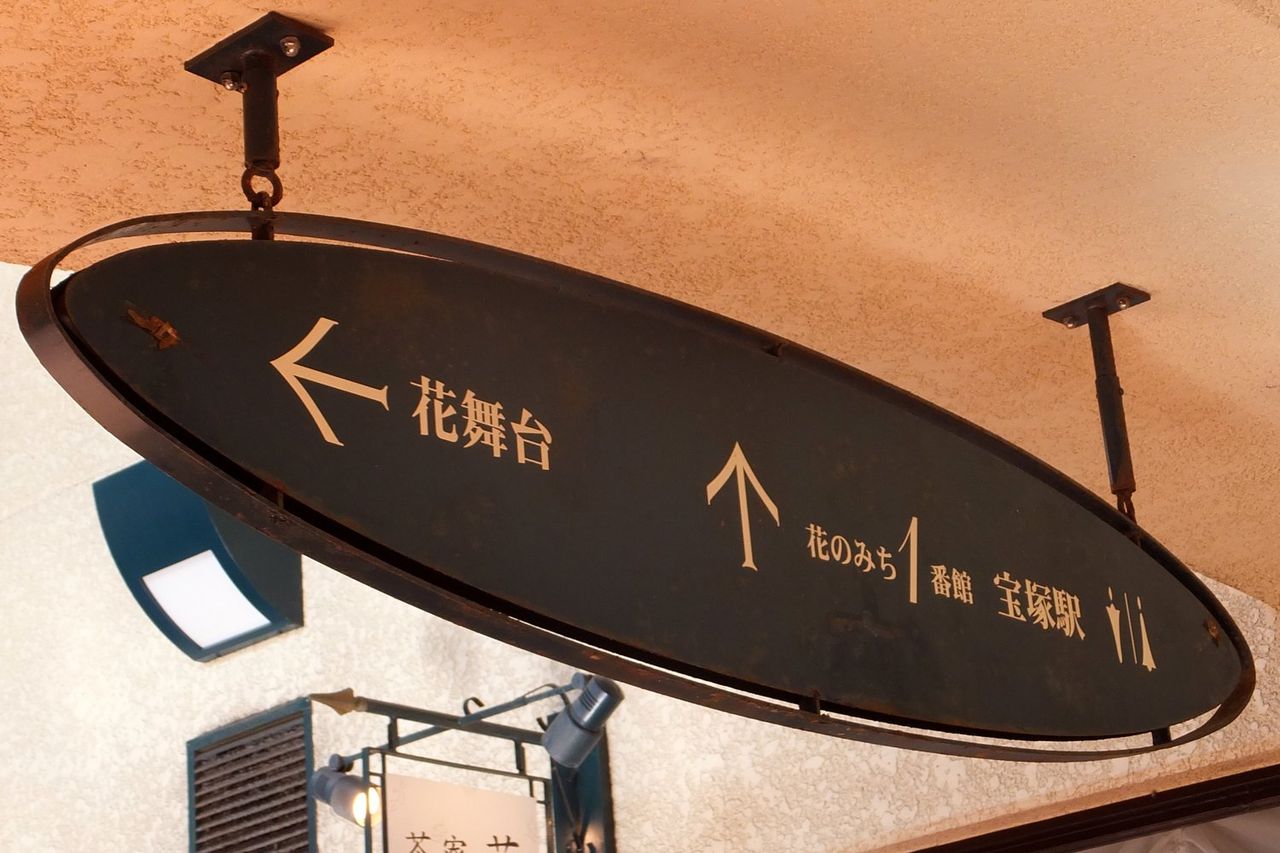 ← 花舞台
↑ 花のみち1番館 宝塚駅